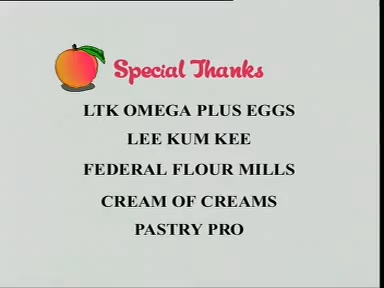 Special Thanks
LTK OMEGA PLUS EGGS
LEE KUM KEE
FEDERAL FLOUR MILLS
CREAM OF CREAMS
PASTRY PRO